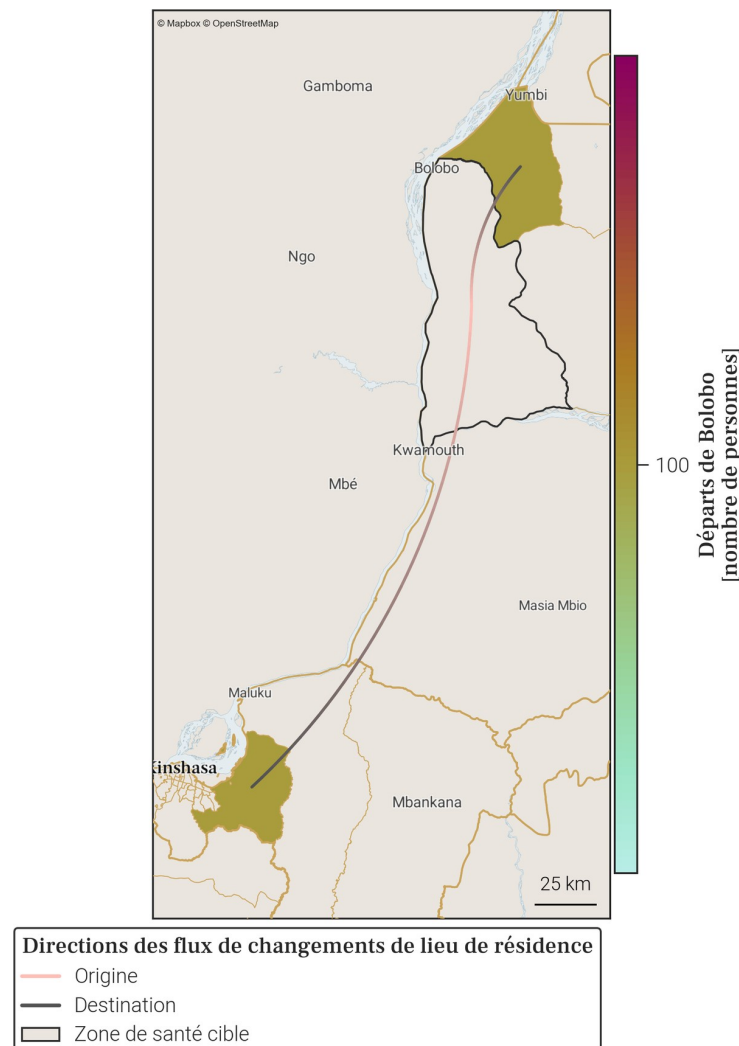 © Mapbox © OpenStreetMap
Gamboma
Yumbi
Bolobo
Ngo
Kwamouth
Mbé
Masia Mbio
Maluku
Kinshasa
Mbankana
25 km
100
Départs de Bolobo
[nombre de personnes]
Directions des flux de changements de lieu de résidence
Origine
Destination
Zone de santé cible